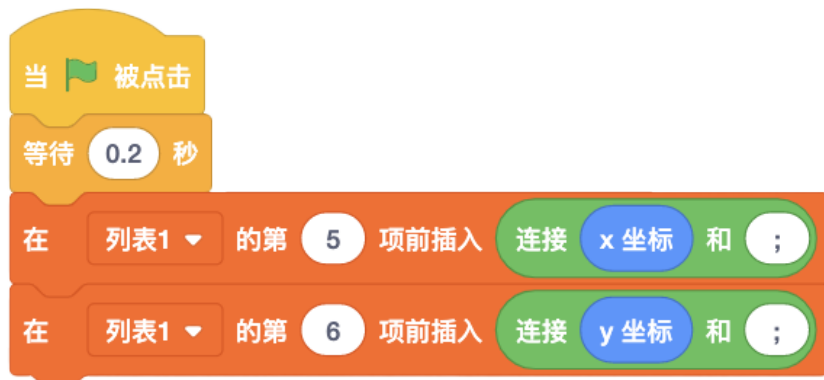 当 被点击
等待 0.2 秒
在 列表1 的第 5 项前插入 连接 x 坐标 和 ;
在 列表1 的第 6 项前插入 连接 y 坐标 和 ;